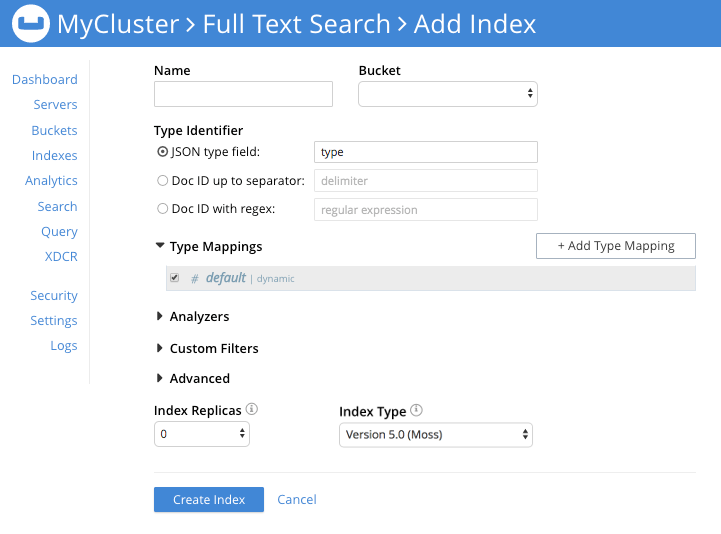 MyCluster > Full Text Search > Add Index
Dashboard
Servers
Buckets
Indexes
Analytics
Search
Query
XDCR
Security
Settings
Logs
Name
Bucket
Type Identifier
JSON type field: type
Doc ID up to separator: delimiter
Doc ID with regex: regular expression
Type Mappings
+ Add Type Mapping
# default | dynamic
Analyzers
Custom Filters
Advanced
Index Replicas
0
Index Type
Version 5.0 (Moss)
Create Index
Cancel